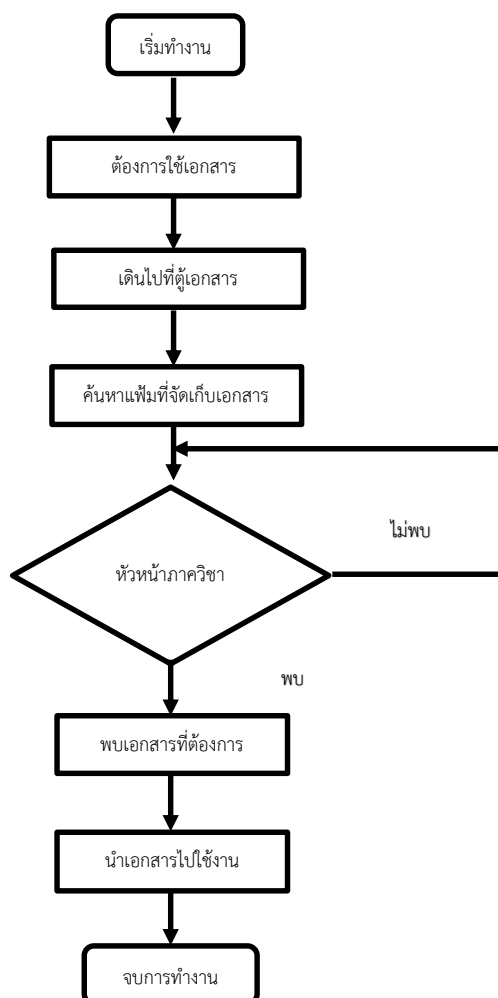 เริ่มทำงาน
ต้องการใช้เอกสาร
เดินไปที่ตู้เอกสาร
ค้นหาแฟ้มที่จัดเก็บเอกสาร
ไม่พบ
หัวหน้าภาควิชา
พบ
พบเอกสารที่ต้องการ
นำเอกสารไปใช้งาน
จบการทำงาน